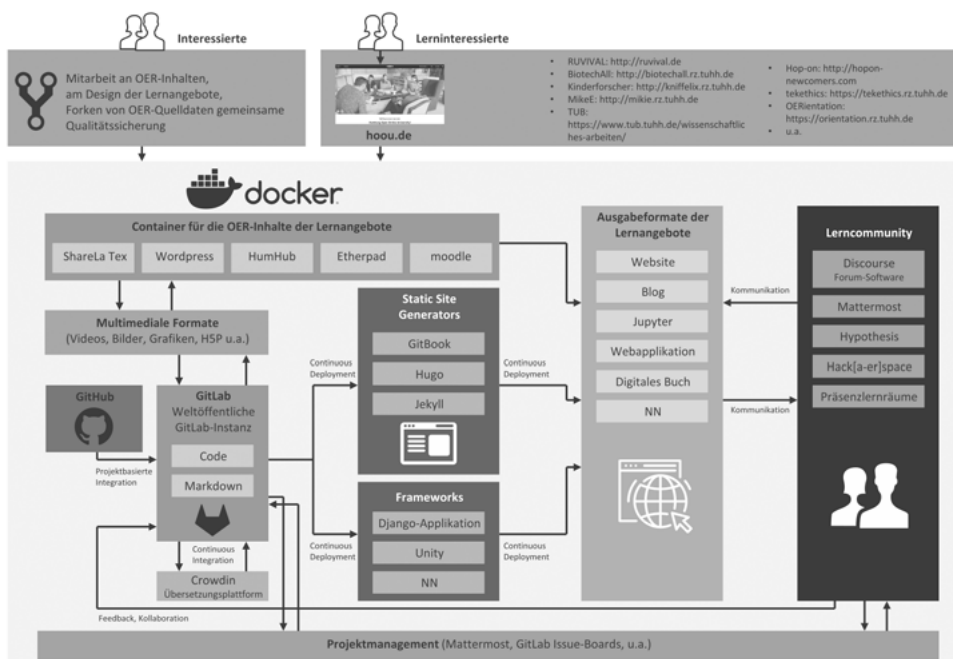 Interessierte
Mitarbeit an OER-Inhalten,
am Design der Lernangebote,
Forken von OER-Quelldaten gemeinsame
Qualitätssicherung
Lerninteressierte
hoou.de
• RUVIVAL: http://ruvival.de
• BiotechAll: http://biotechall.rz.tuhh.de
• Kinderforscher: http://kniffelix.rz.tuhh.de
• MikeE: http://mikie.rz.tuhh.de
• TUB:
https://www.tub.tuhh.de/wissenschaftlic
hes-arbeiten/
• Hop-on: http://hopon-
newcomers.com
• tekethics: https://tekethics.rz.tuhh.de
• OERientation:
https://orientation.rz.tuhh.de
• u.a.
docker
Container für die OER-Inhalte der Lernangebote
ShareLa Tex
Wordpress
HumHub
Etherpad
moodle
Multimediale Formate
(Videos, Bilder, Grafiken, H5P u.a.)
GitHub
Projektbasierte
Integration
GitLab
Weltöffentliche
GitLab-Instanz
Code
Markdown
Continuous
Integration
Crowdin
Übersetzungsplattform
Feedback, Kollaboration
Continuous
Deployment
Static Site
Generators
GitBook
Hugo
Jekyll
Continuous
Deployment
Continuous
Deployment
Frameworks
Django-Applikation
Unity
NN
Continuous
Deployment
Ausgabeformate der
Lernangebote
Website
Blog
Jupyter
Webapplikation
Digitales Buch
NN
Kommunikation
Kommunikation
Lerncommunity
Discourse
Forum-Software
Mattermost
Hypothesis
Hack[a-er]space
Präsenzlernräume
Projektmanagement (Mattermost, GitLab Issue-Boards, u.a.)